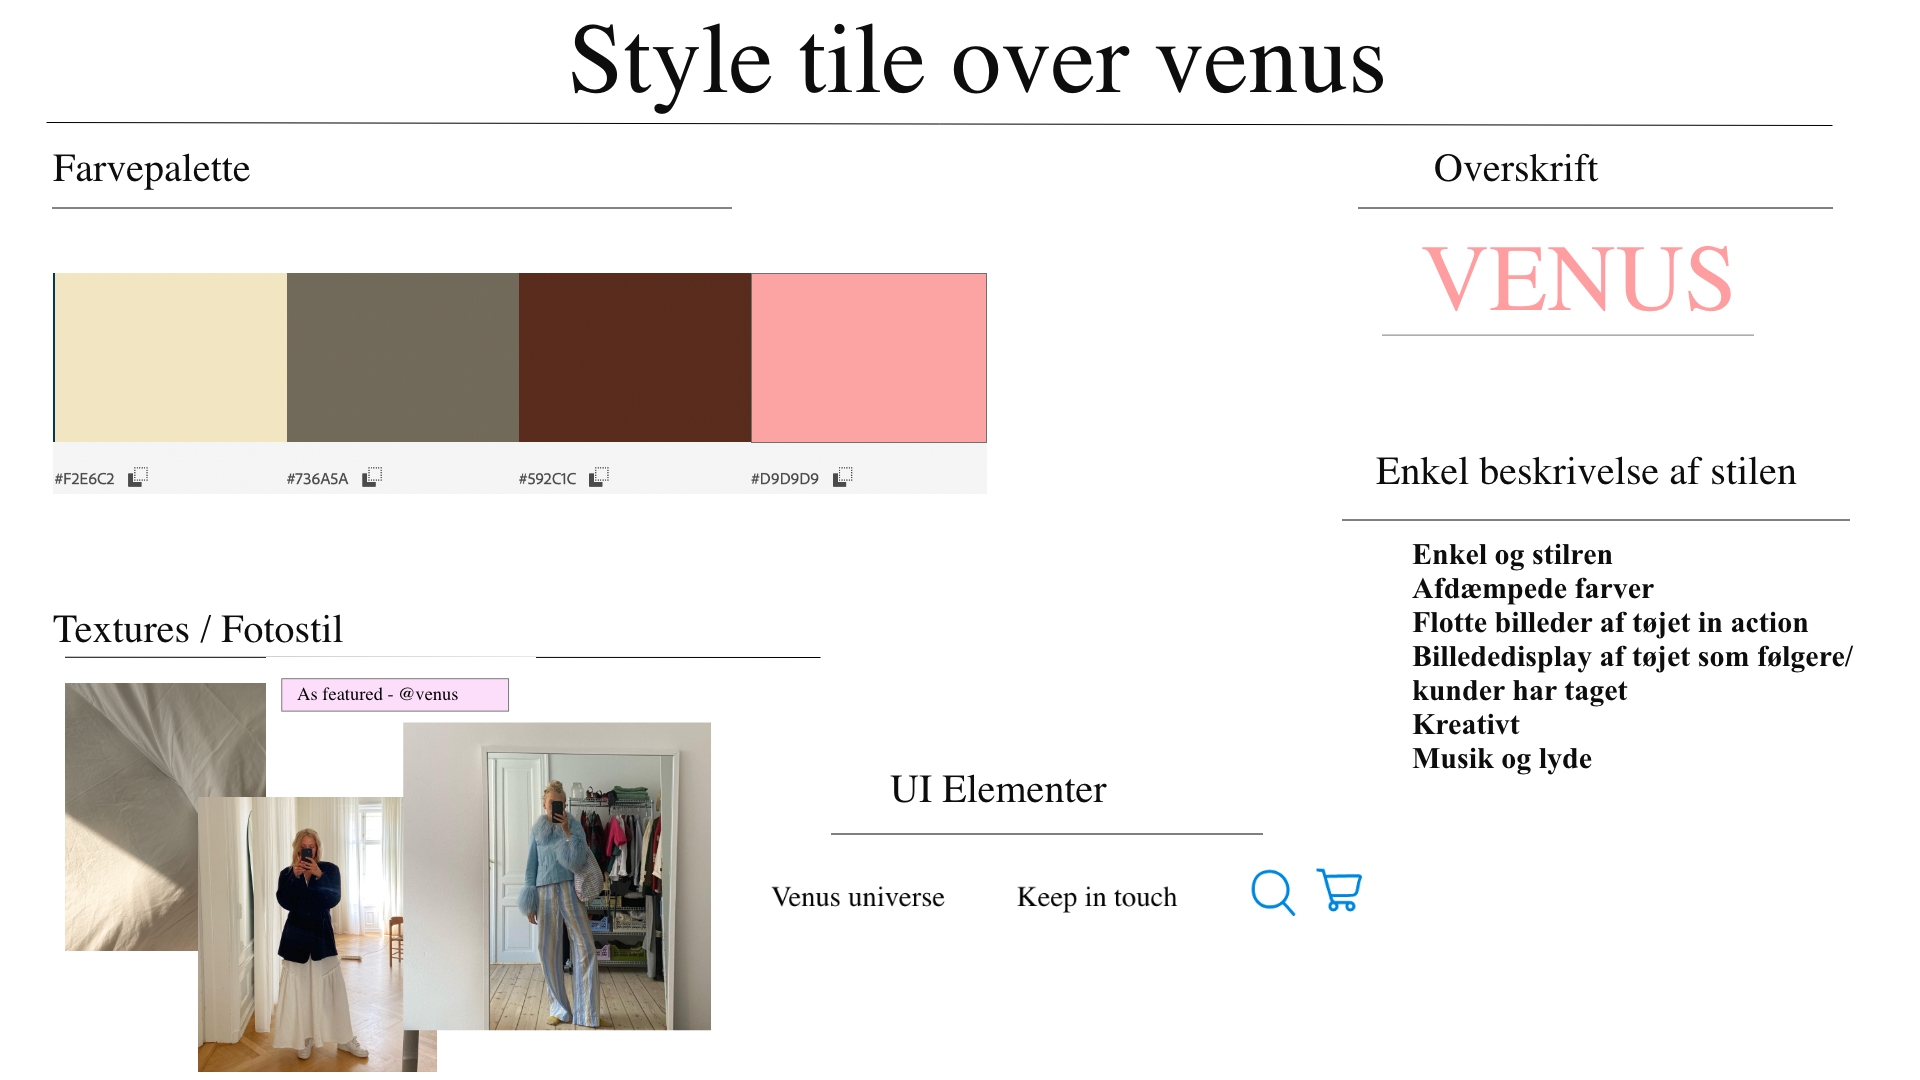 Style tile over venus
Farvepalette
Overskrift
VENUS
#F2E6C2
#736A5A
#592C1C
#D9D9D9
Enkel beskrivelse af stilen
Enkel og stilren
Afdæmpede farver
Flotte billeder af tøjet in action
Billededisplay af tøjet som følgere/
kunder har taget
Kreativt
Musik og lyde
Textures / Fotostil
As featured - @venus
UI Elementer
Venus universe
Keep in touch